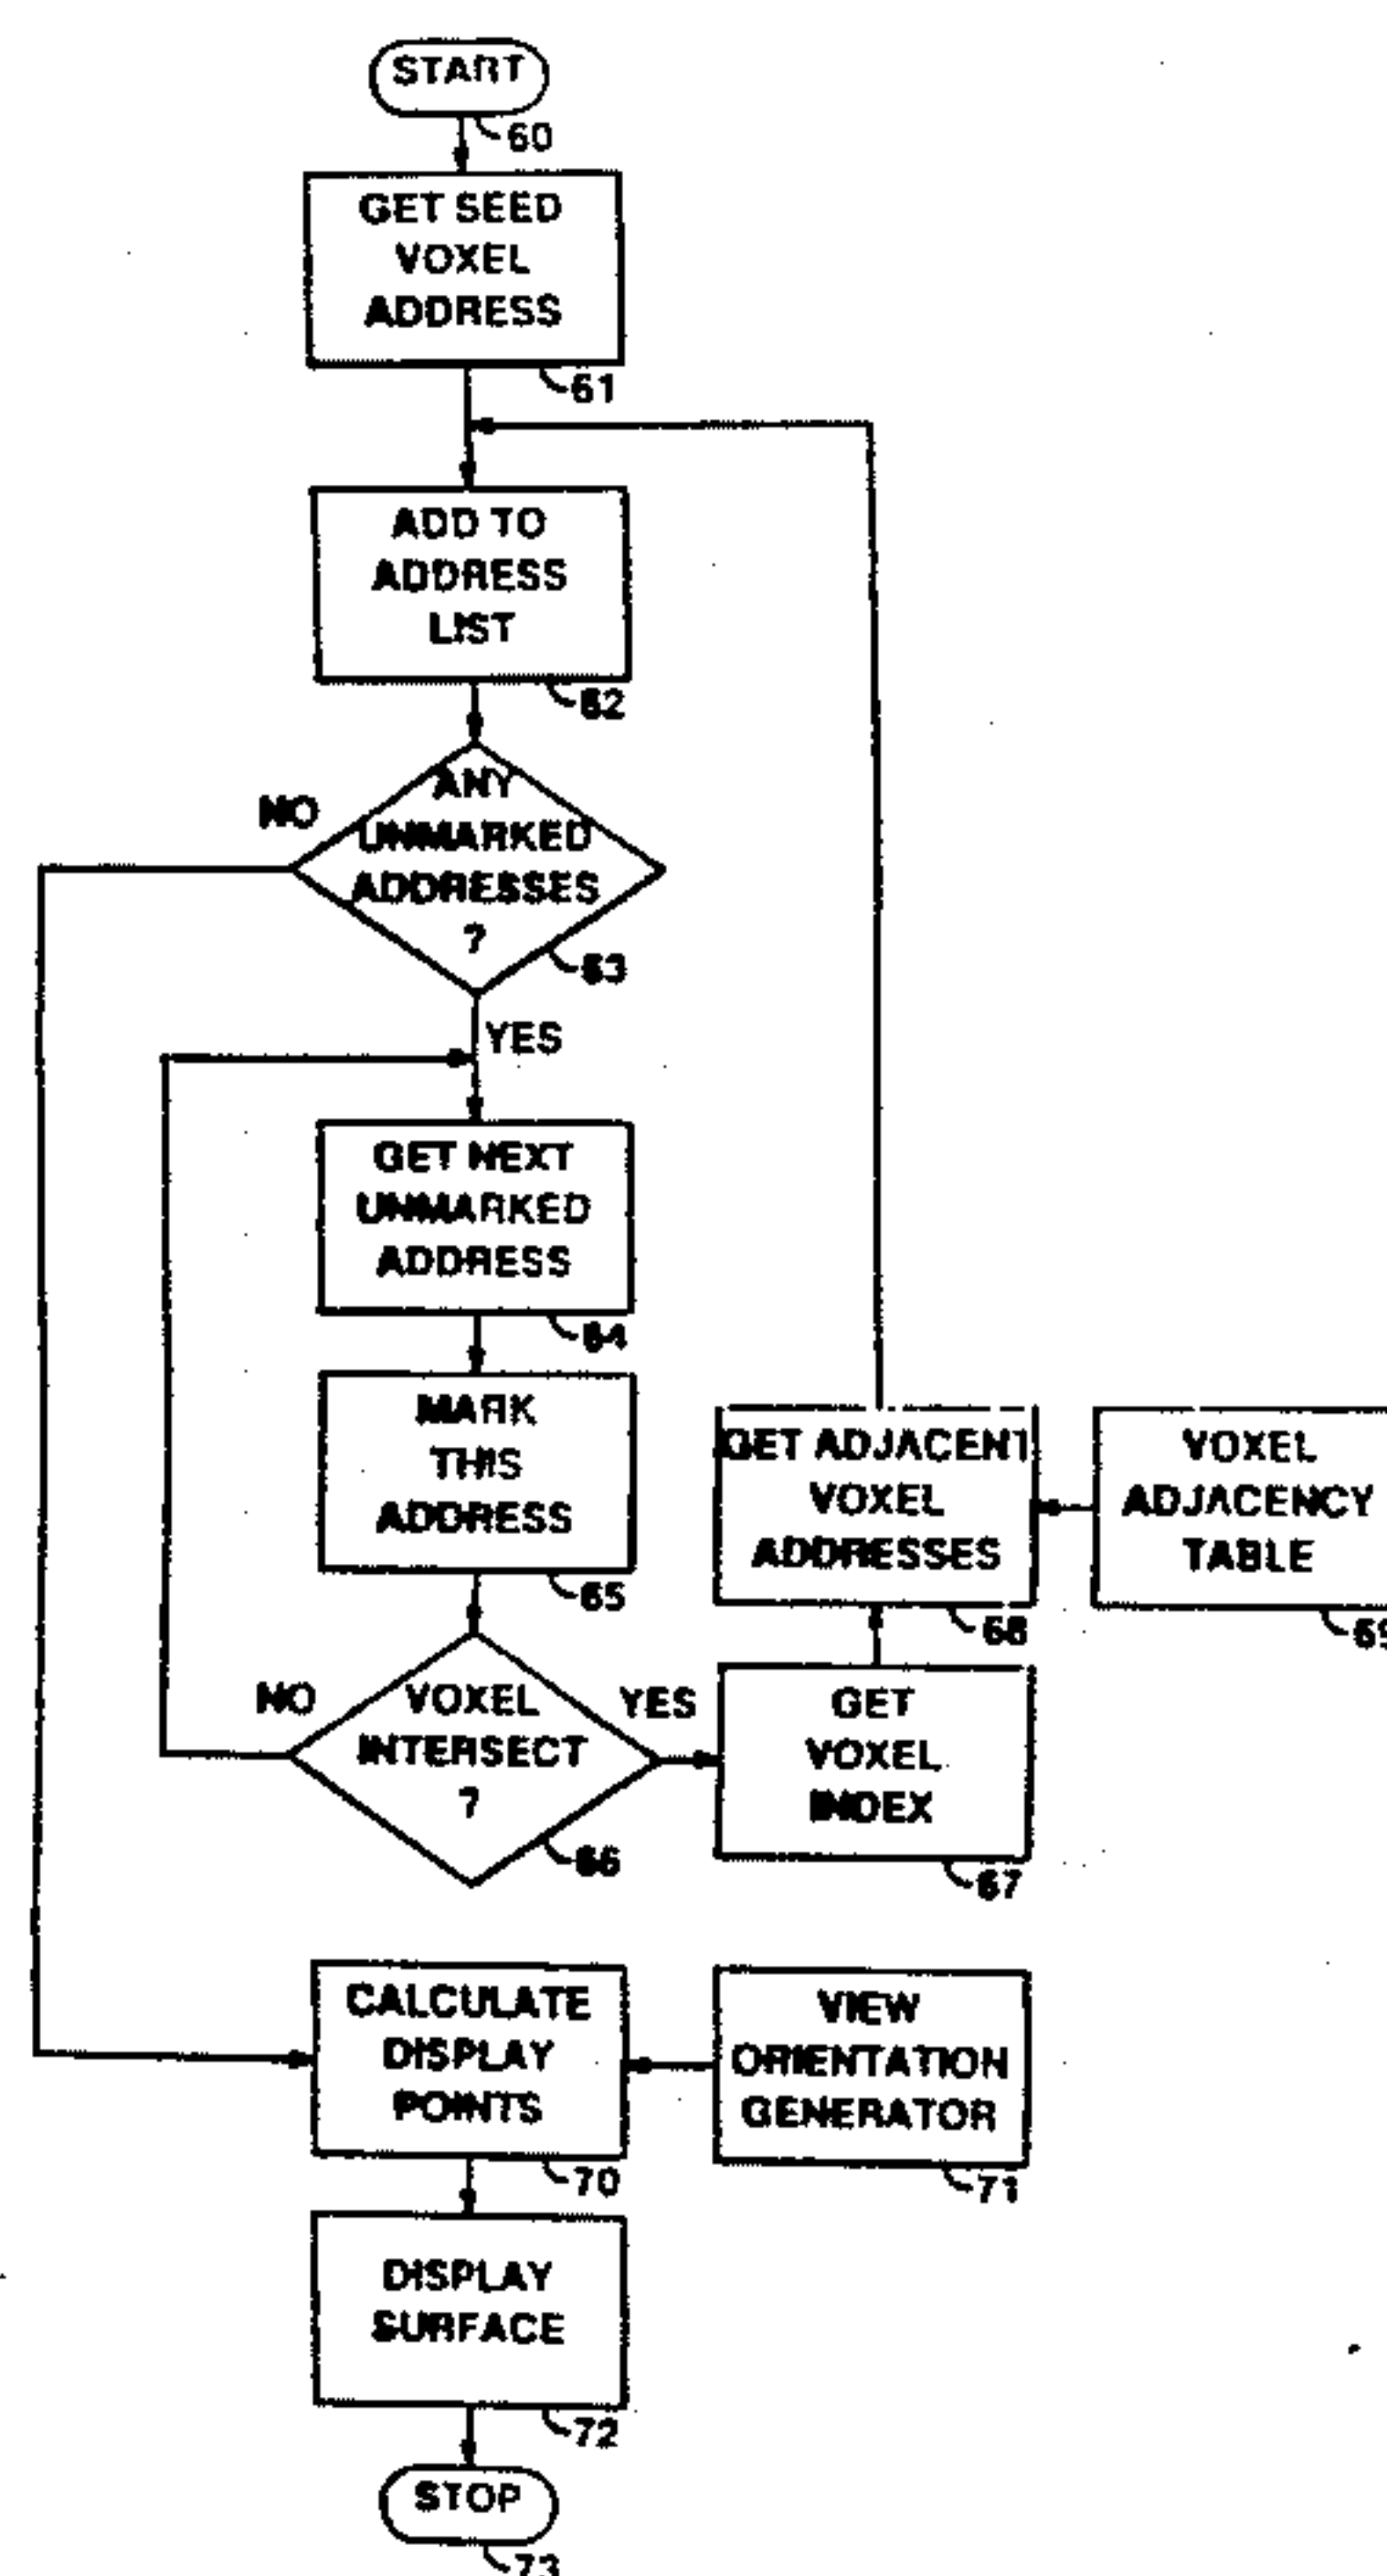 START
60
GET SEED
VOXEL
ADDRESS
61
ADD TO
ADDRESS
LIST
62
NO
ANY
UNMARKED
ADDRESSES
?
63
YES
GET NEXT
UNMARKED
ADDRESS
64
MARK
THIS
ADDRESS
65
GET ADJACENT
VOXEL
ADDRESSES
68
VOXEL
ADJACENCY
TABLE
69
NO
VOXEL
INTERSECT
?
66
YES
GET
VOXEL
INDEX
67
CALCULATE
DISPLAY
POINTS
70
VIEW
ORIENTATION
GENERATOR
71
DISPLAY
SURFACE
72
STOP
73